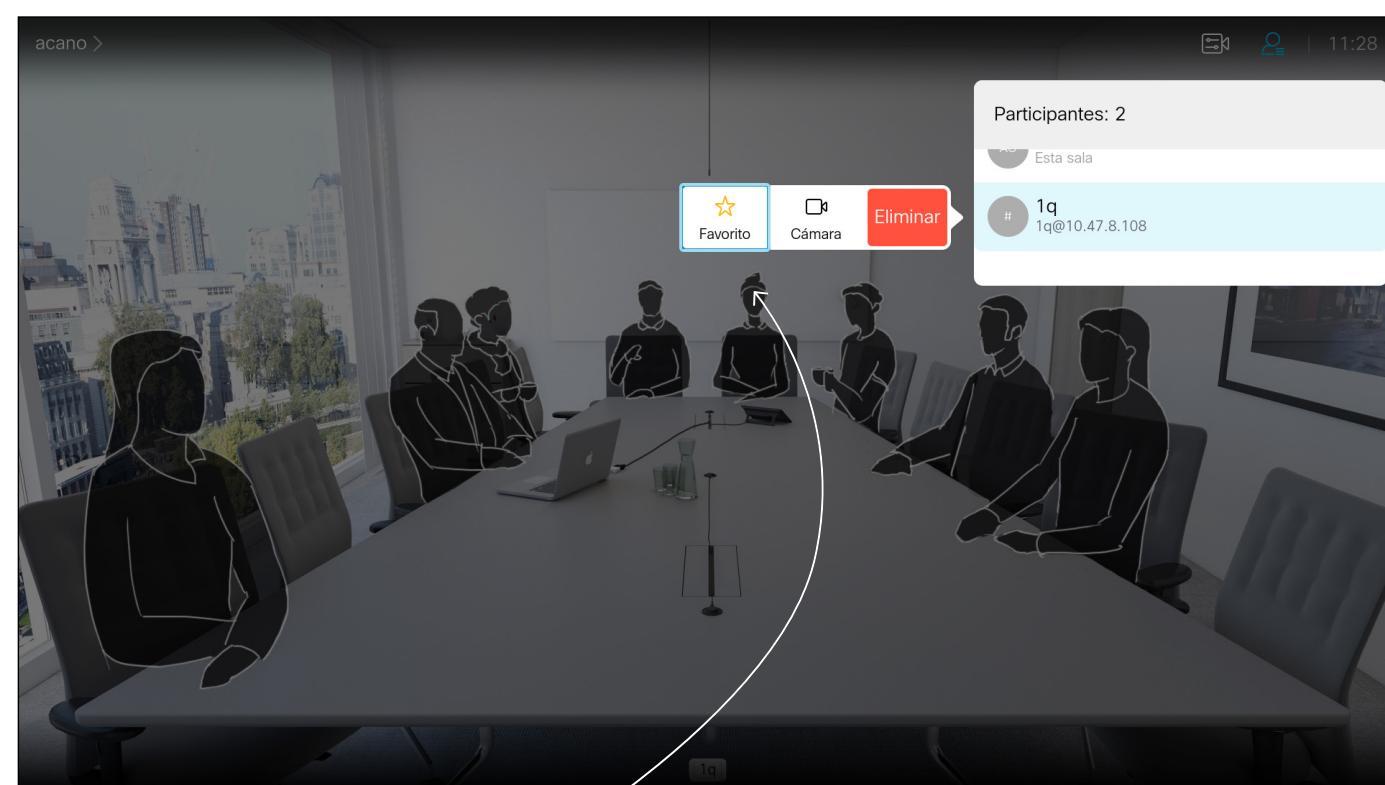 acano
11:28
Participantes: 2
Esta sala
Favorito
Cámara
Eliminar
#
1q
1q@10.47.8.108
1q